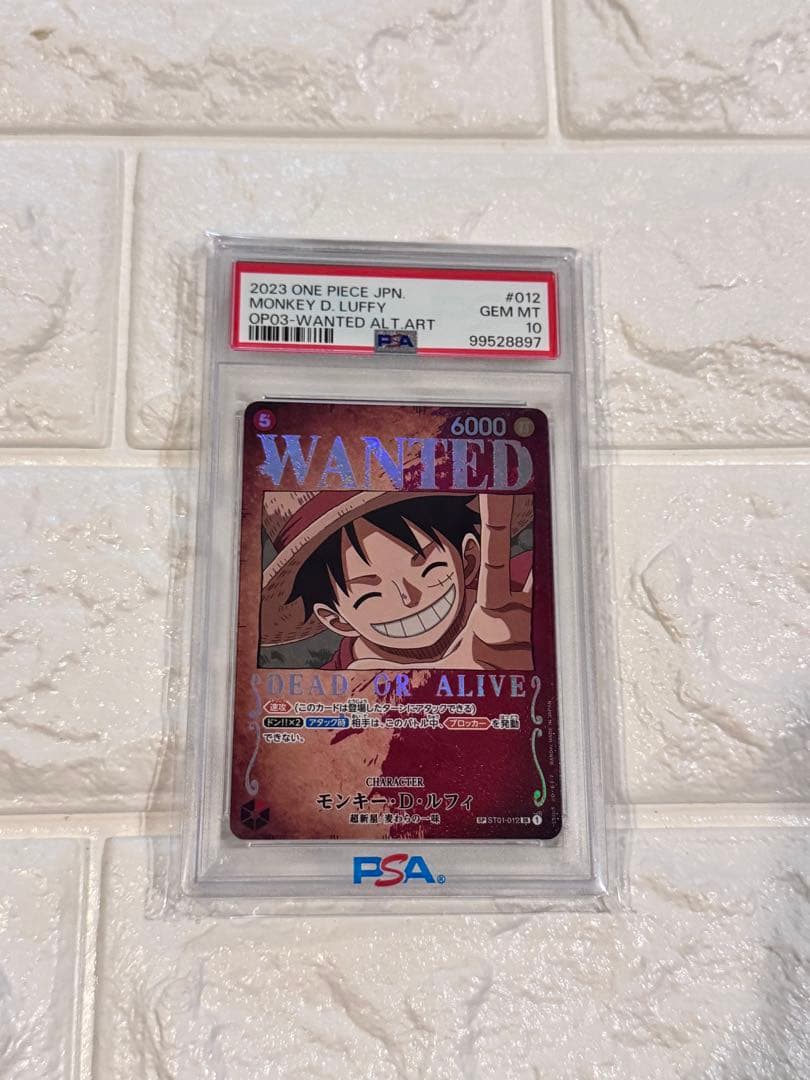 2023 ONE PIECE JPN.
#012
MONKEY D. LUFFY
GEM MT
OP03-WANTED ALT.ART
10
PSA
99528897
5
6000
WANTED
DEAD OR ALIVE
速攻 (このカードは登場したターンにアタックできる)
ドン!!×2 アタック時 相手は、このバトル中、ブロッカーを発動
できない。
CHARACTER
モンキー・D・ルフィ
超新星/麦わらの一味
SP ST01-012 SR 1
PSA®